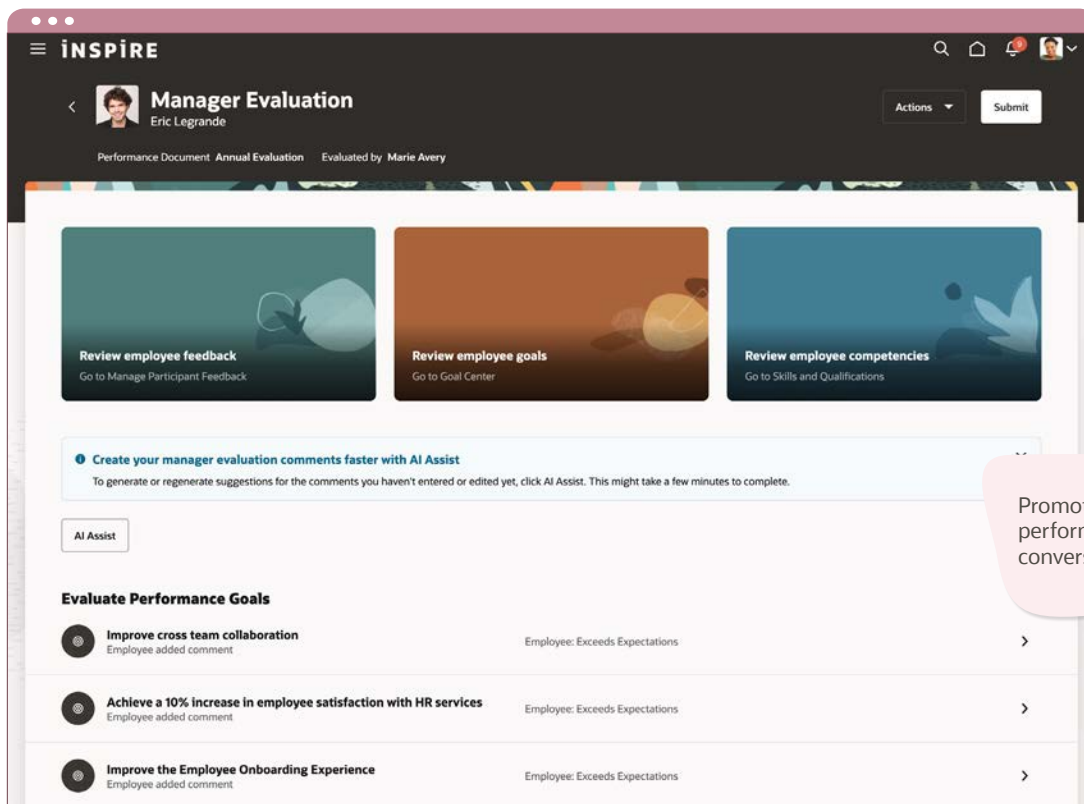 iNSPiRE
9
Manager Evaluation
Eric Legrande
Actions
Submit
Performance Document Annual Evaluation Evaluated by Marie Avery
Review employee feedback
Go to Manage Participant Feedback
Review employee goals
Go to Goal Center
Review employee competencies
Go to Skills and Qualifications
Create your manager evaluation comments faster with AI Assist
To generate or regenerate suggestions for the comments you haven't entered or edited yet, click AI Assist. This might take a few minutes to complete.
AI Assist
Evaluate Performance Goals
Improve cross team collaboration
Employee added comment
Employee: Exceeds Expectations
Achieve a 10% increase in employee satisfaction with HR services
Employee added comment
Employee: Exceeds Expectations
Improve the Employee Onboarding Experience
Employee added comment
Employee: Exceeds Expectations